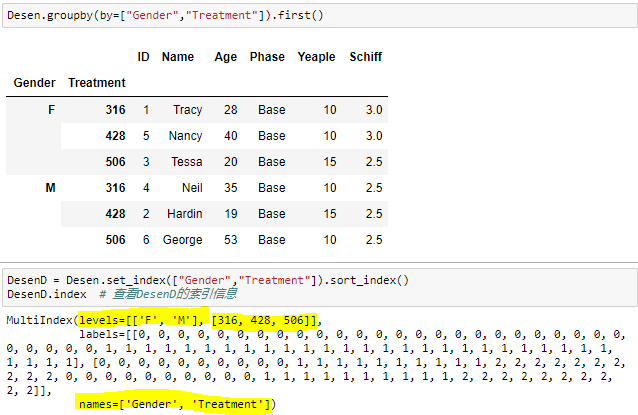 Desen.groupby(by=["Gender","Treatment"]).first()
ID Name Age Phase Yeaple Schiff
Gender Treatment
F 316 1 Tracy 28 Base 10 3.0
428 5 Nancy 40 Base 10 3.0
506 3 Tessa 20 Base 15 2.5
M 316 4 Neil 35 Base 10 2.5
428 2 Hardin 19 Base 15 2.5
506 6 George 53 Base 10 2.5
DesenD = Desen.set_index(["Gender","Treatment"]).sort_index()
DesenD.index # 查看DesenD的索引信息
MultiIndex(levels=[['F', 'M'], [316, 428, 506]],
labels=[[0, 0, 0, 0, 0, 0, 0, 0, 0, 0, 0, 0, 0, 0, 0, 0, 0, 0, 0, 0, 0, 0, 0, 0, 0,
0, 0, 0, 0, 0, 1, 1, 1, 1, 1, 1, 1, 1, 1, 1, 1, 1, 1, 1, 1, 1, 1, 1, 1, 1, 1, 1, 1, 1, 1, 1,
1, 1, 1, 1], [0, 0, 0, 0, 0, 0, 0, 0, 0, 0, 1, 1, 1, 1, 1, 1, 1, 1, 1, 2, 2, 2, 2, 2, 2, 2, 2,
2, 2, 2, 0, 0, 0, 0, 0, 0, 0, 0, 0, 0, 1, 1, 1, 1, 1, 1, 1, 1, 1, 1, 2, 2, 2, 2, 2, 2, 2, 2,
2, 2]],
names=['Gender', 'Treatment'])